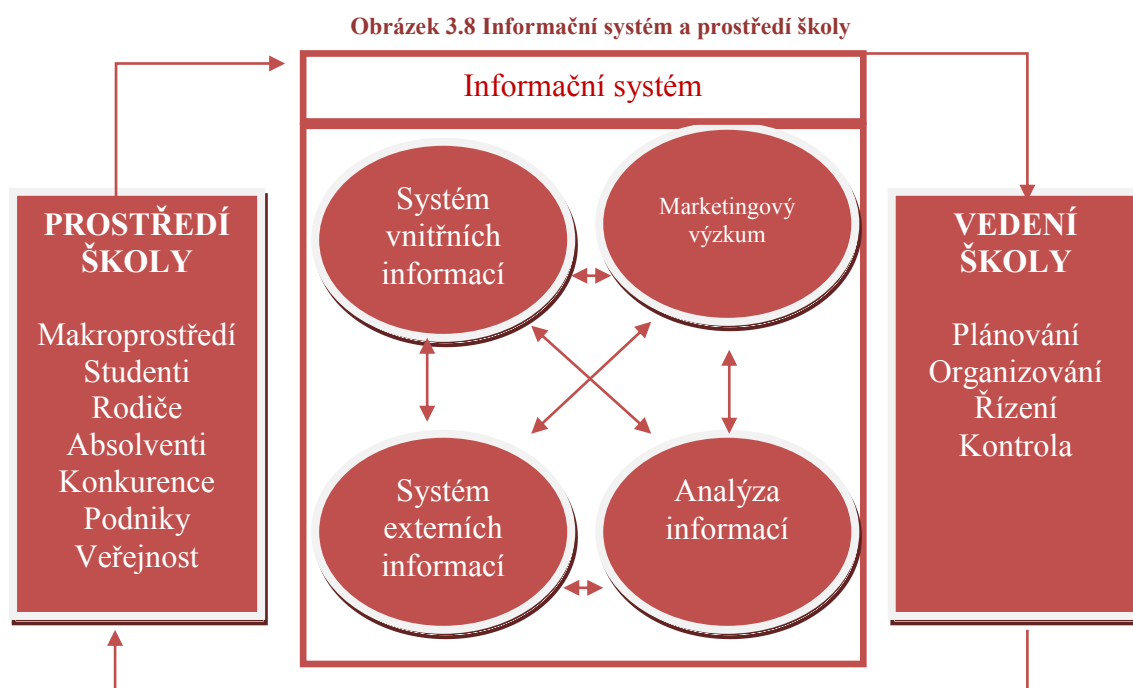 Obrázek 3.8 Informační systém a prostředí školy
Informační systém
PROSTŘEDÍ
ŠKOLY
Makroprostředí
Studenti
Rodiče
Absolventi
Konkurence
Podniky
Veřejnost
Systém
vnitřních
informací
Marketingový
výzkum
Systém
externích
informací
Analýza
informací
VEDENÍ
ŠKOLY
Plánování
Organizování
Řízení
Kontrola